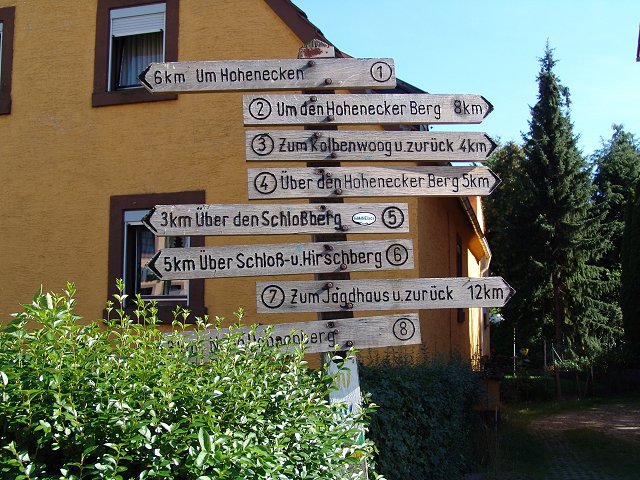 6km Um Hohenecken 1
2 Um den Hohenecker Berg 8km
3 Zum Kolbenwoog u. zurück 4km
4 Über den Hohenecker Berg 5km
3km Über den Schloßberg 5
5km Über Schloß-u. Hirschberg 6
7 Zum Jagdhaus u. zurück 12km
8